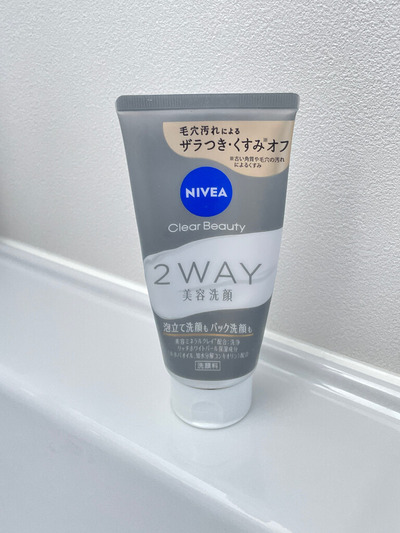 毛穴汚れによる
ザラつき・くすみ※オフ
※古い角質や毛穴の汚れ
によるくすみ
NIVEA
Clear Beauty
2WAY
美容洗顔
泡立て洗顔もパック洗顔も
洗顔料